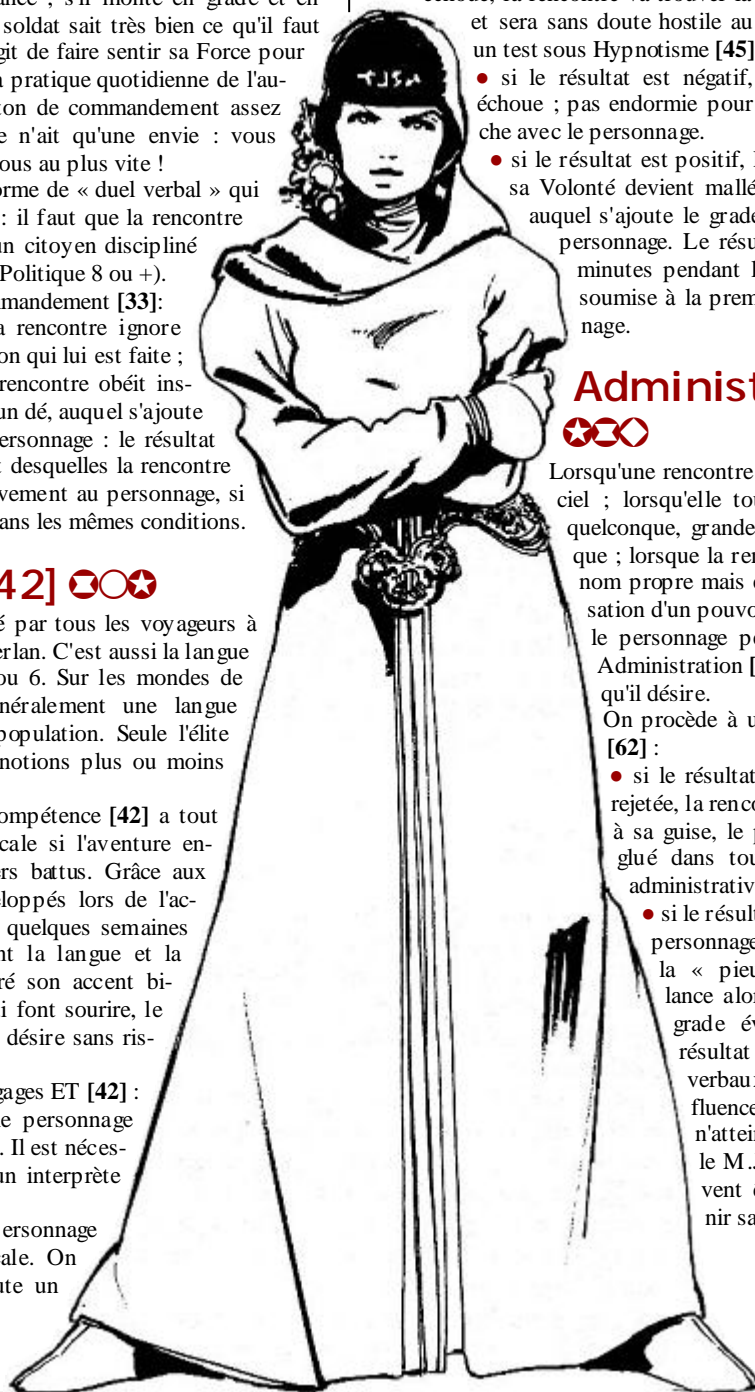 soldat sait très bien ce qu'il faut
git de faire sentir sa Force pour
pratique quotidienne de l'au-
ton de commandement assez
e n'ait qu'une envie : vous
ous au plus vite !
orme de « duel verbal » qui
: il faut que la rencontre
un citoyen discipliné
Politique 8 ou +).
mmandement [33]:
a rencontre ignore
on qui lui est faite ;
rencontre obéit ins-
un dé, auquel s'ajoute
ersonnage : le résultat
t desquelles la rencontre
vement au personnage, si
ans les mêmes conditions.
42]
é par tous les voyageurs à
erlan. C'est aussi la langue
ou 6. Sur les mondes de
néralement une langue
population. Seule l'élite
notions plus ou moins
ompétence [42] a tout
cale si l'aventure en-
ers battus. Grâce aux
eloppés lors de l'ac-
quelques semaines
nt la langue et la
ré son accent bi-
i font sourire, le
désire sans ris-
gages ET [42] :
le personnage
. Il est néces-
un interprète
ersonnage
cale. On
ute un
et sera sans doute hostile au
un test sous Hypnotisme [45]
• si le résultat est négatif,
échoue ; pas endormie pour
che avec le personnage.
• si le résultat est positif,
sa Volonté devient mallé
auquel s'ajoute le grade
personnage. Le résu
minutes pendant l
soumise à la prem
nage.
Administ
Lorsqu'une rencontre
ciel ; lorsqu'elle tou
quelconque, grande
que ; lorsque la ren
nom propre mais
sation d'un pouvo
le personnage pe
Administration [
qu'il désire.
On procède à u
[62] :
• si le résultat
rejetée, la renco
à sa guise, le p
glué dans tou
administrativ
• si le résult
personnage
la « pieu
lance alor
grade év
résultat
verbaux
fluence
n'attein
le M..
vent
nir sa